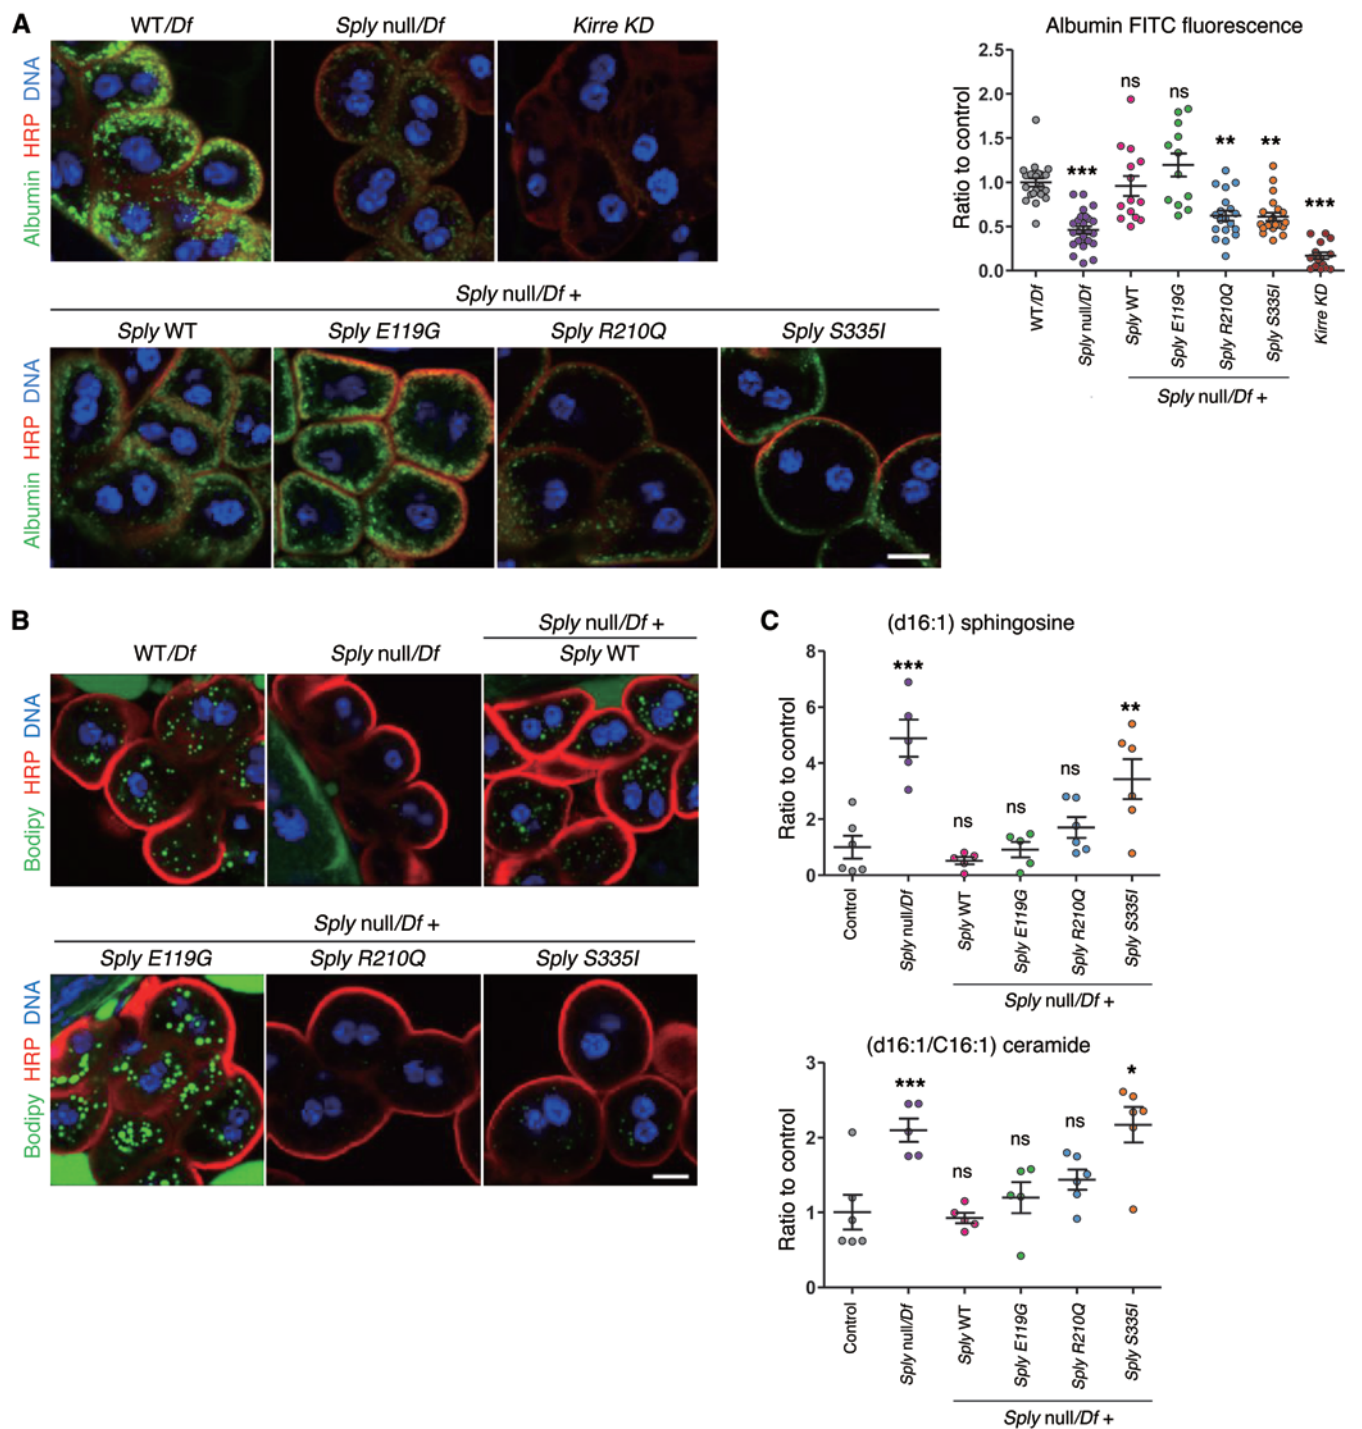 A
WT/Df
Sply null/Df
Kirre KD
Albumin HRP DNA
Sply null/Df +
Sply WT
Sply E119G
Sply R210Q
Sply S335I
Albumin HRP DNA
Albumin FITC fluorescence
Ratio to control
2.5
2.0
1.5
1.0
0.5
0.0
***
ns
ns
**
**
***
WT/Df
Sply null/Df
Sply WT
Sply E119G
Sply R210Q
Sply S335I
Kirre KD
Sply null/Df +
B
WT/Df
Sply null/Df
Sply null/Df +
Sply WT
Bodipy HRP DNA
Sply null/Df +
Sply E119G
Sply R210Q
Sply S335I
Bodipy HRP DNA
C
(d16:1) sphingosine
Ratio to control
8
6
4
2
0
***
ns
ns
ns
**
Control
Sply null/Df
Sply WT
Sply E119G
Sply R210Q
Sply S335I
Sply null/Df +
(d16:1/C16:1) ceramide
Ratio to control
3
2
1
0
***
ns
ns
ns
*
Control
Sply null/Df
Sply WT
Sply E119G
Sply R210Q
Sply S335I
Sply null/Df +